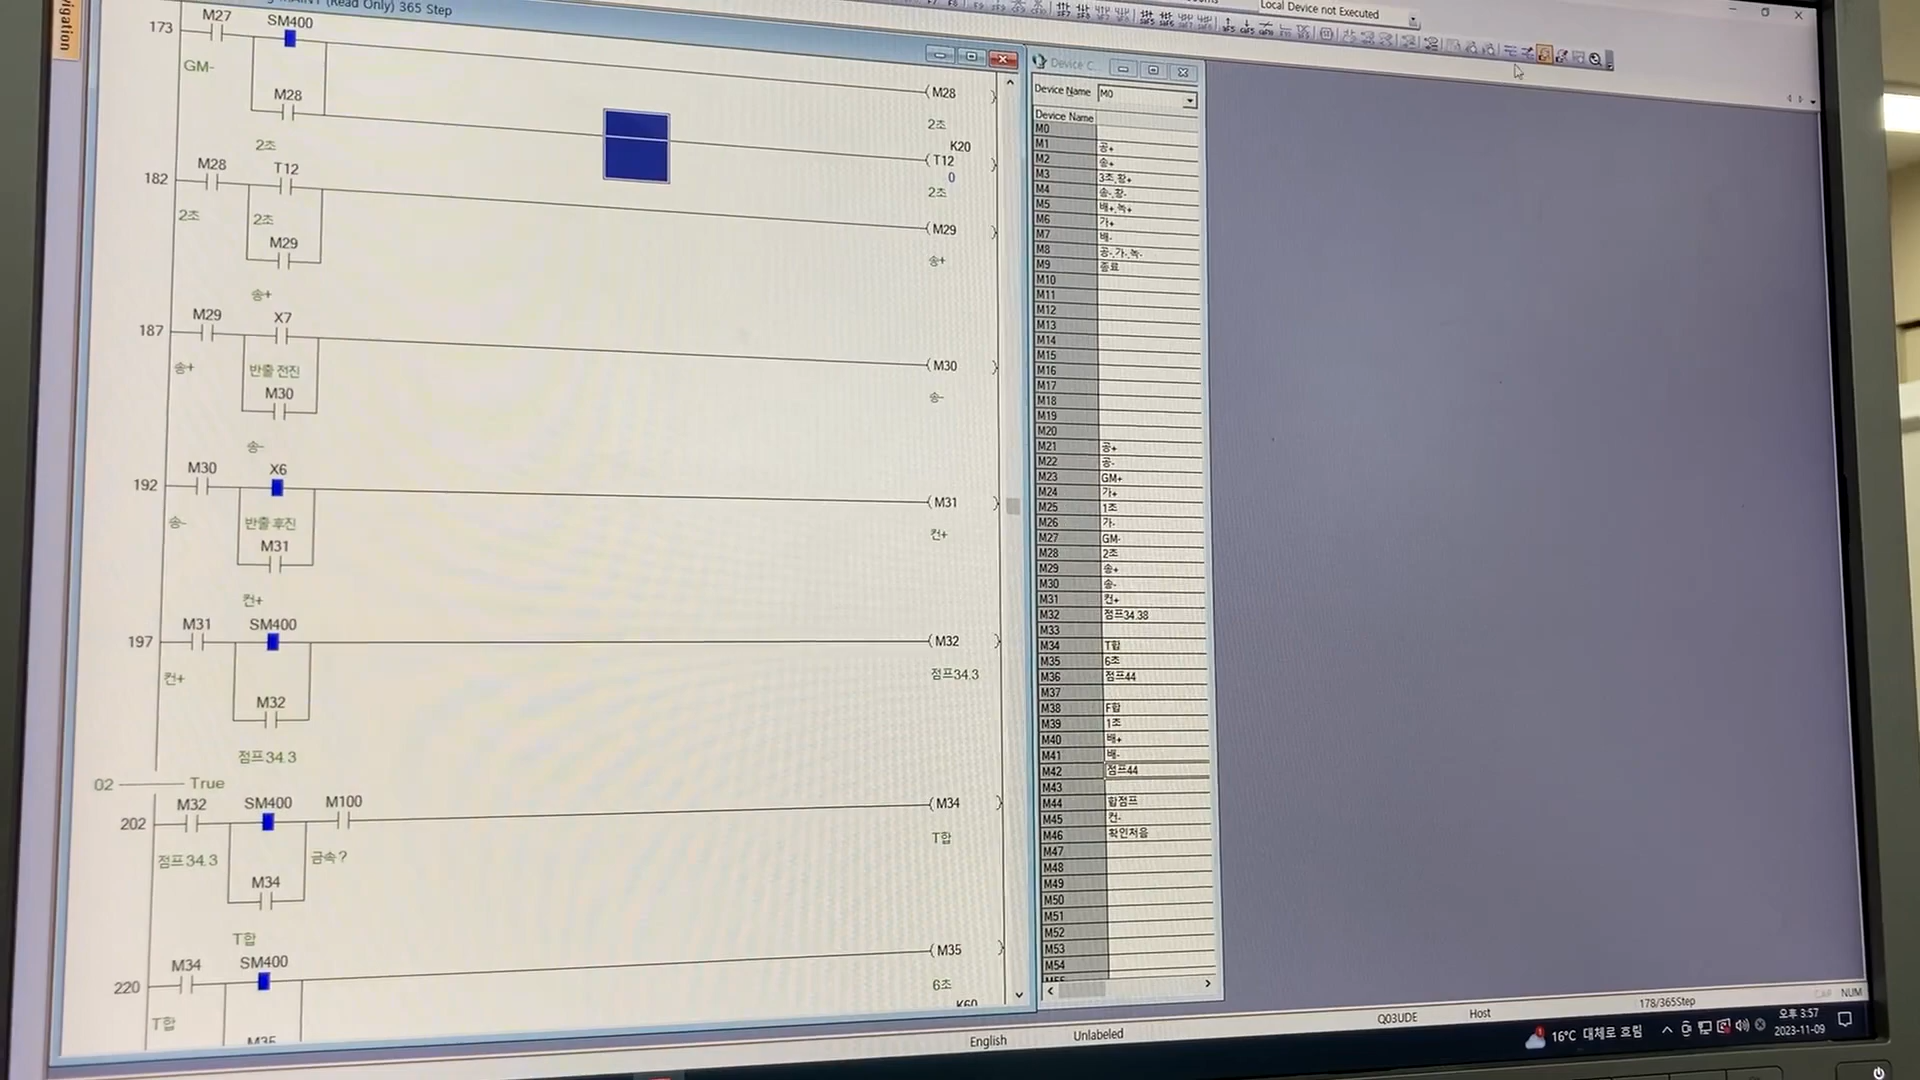 (Read Only) 365 Step
Local Device not Executed
173
M27
SM400
GM-
M28
M28
2조
2조
K20
T12
0
2조
182
M28
T12
2조
2조
M29
M29
송+
송+
187
M29
X7
M30
송+
반출 전진
송-
M30
송-
192
M30
X6
M31
송-
반출 후진
컨+
M31
컨+
197
M31
SM400
M32
컨+
점프34.3
M32
점프34.3
02
True
202
M32
SM400
M100
M34
점프34.3
금속?
T합
M34
T합
220
M34
SM400
M35
T합
6조
K60
M35
Device Name
M0
Device Name
M0
M1 공+
M2 송+
M3 3조.황+
M4 송-.황-
M5 배+.녹+
M6 가+
M7 배-
M8 공-.가-.녹-
M9 종료
M10
M11
M12
M13
M14
M15
M16
M17
M18
M19
M20
M21 공+
M22 공-
M23 GM+
M24 가+
M25 1조
M26 가-
M27 GM-
M28 2조
M29 송+
M30 송-
M31 컨+
M32 점프34.38
M33
M34 T합
M35 6조
M36 점프44
M37
M38 F합
M39 1조
M40 배+
M41 배-
M42 점프44
M43
M44 합점프
M45 컨-
M46 확인처음
M47
M48
M49
M50
M51
M52
M53
M54
English
Unlabeled
Q03UDE
Host
178/365Step
CAP
NUM
16°C 대체로 흐림
오후 3:57
2023-11-09